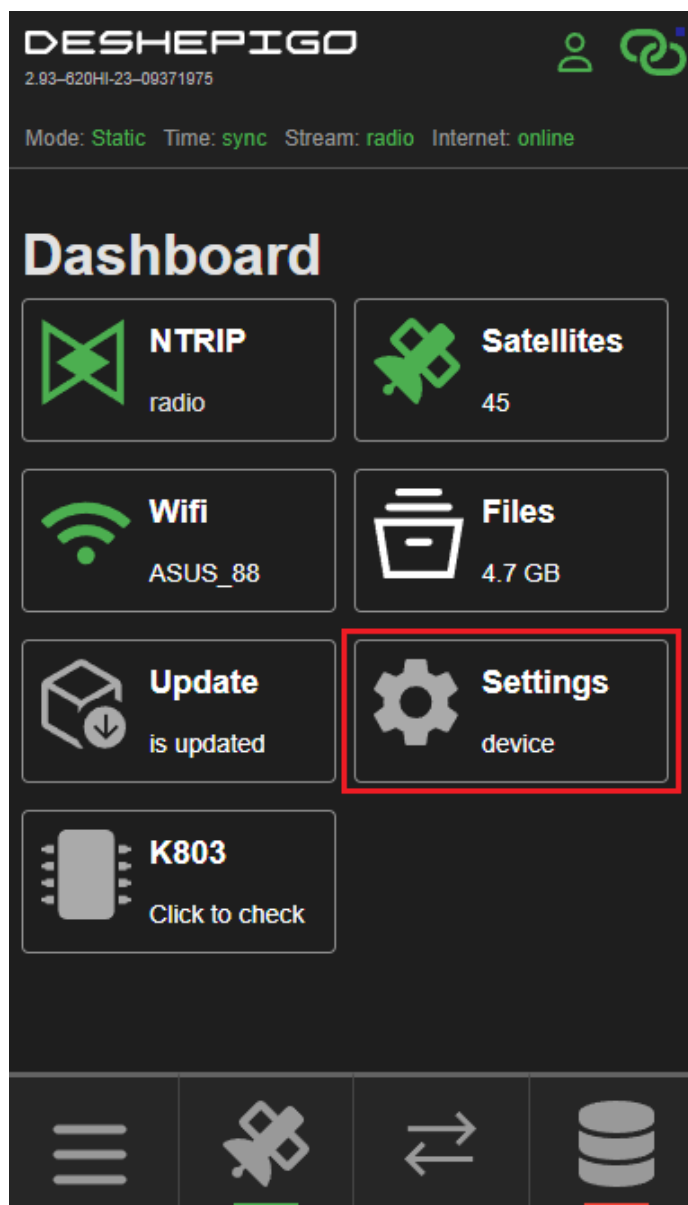 DESHEPIGO
2.93–620HI-23–09371975
Mode: Static Time: sync Stream: radio Internet: online
Dashboard
NTRIP
radio
Satellites
45
Wifi
ASUS_88
Files
4.7 GB
Update
is updated
Settings
device
K803
Click to check